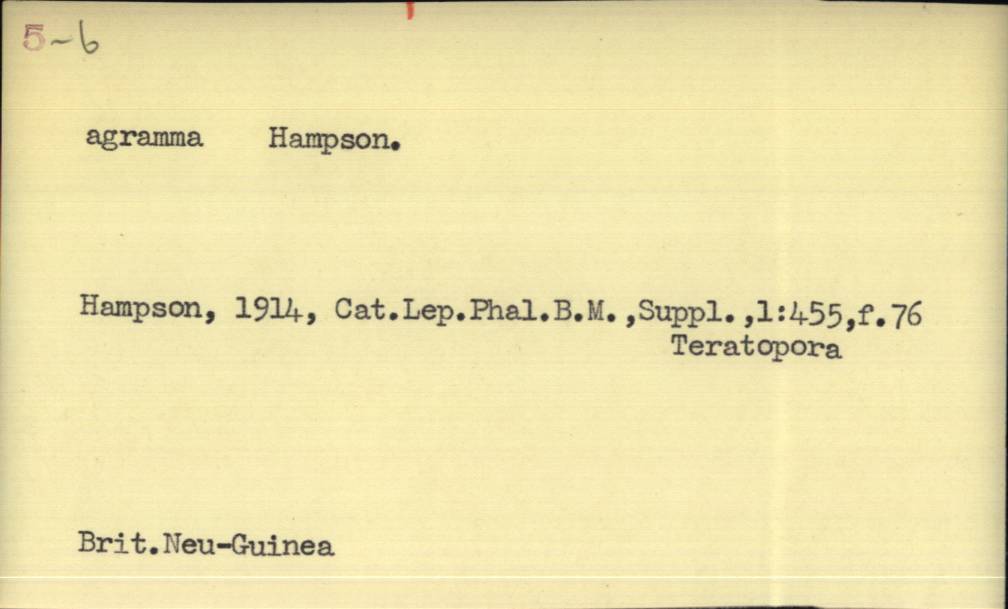 5-6
agramma Hampson.
Hampson, 1914, Cat.Lep.Phal.B.M.,Suppl.,1:455,f.76
Teratopora
Brit.Neu-Guinea